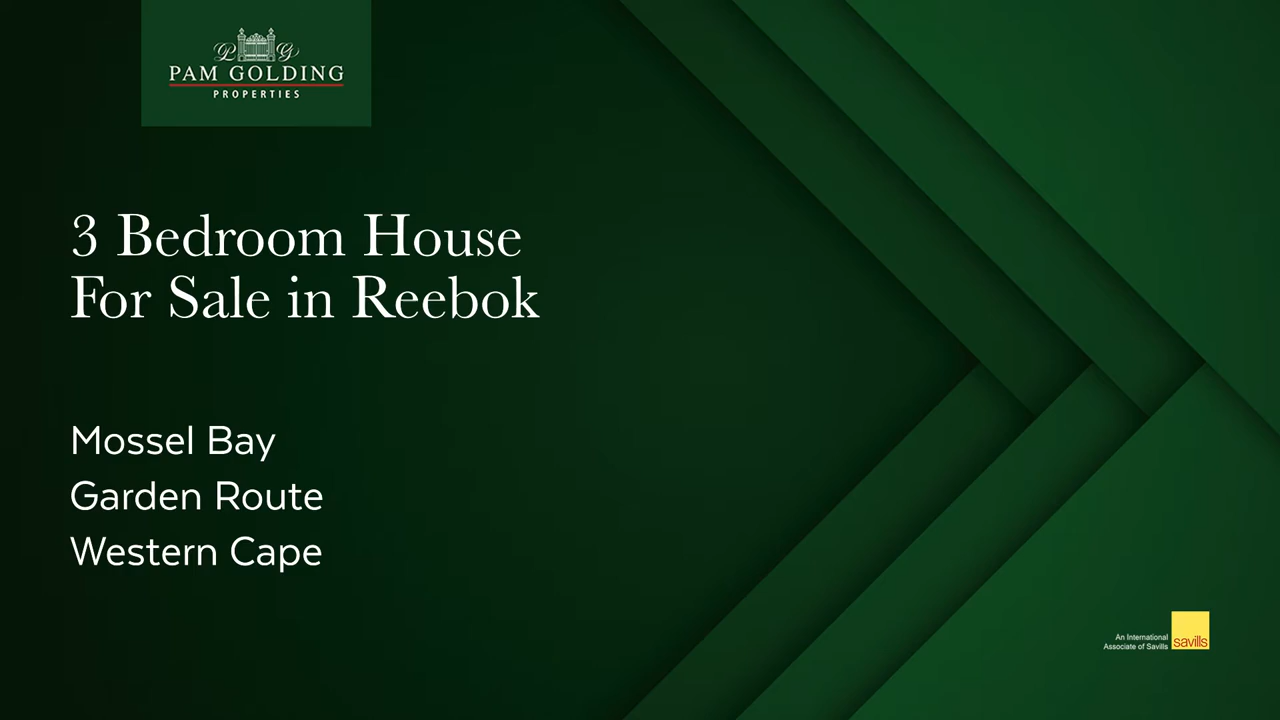 P G
PAM GOLDING
PROPERTIES
3 Bedroom House
For Sale in Reebok
Mossel Bay
Garden Route
Western Cape
An International
Associate of Savills
savills